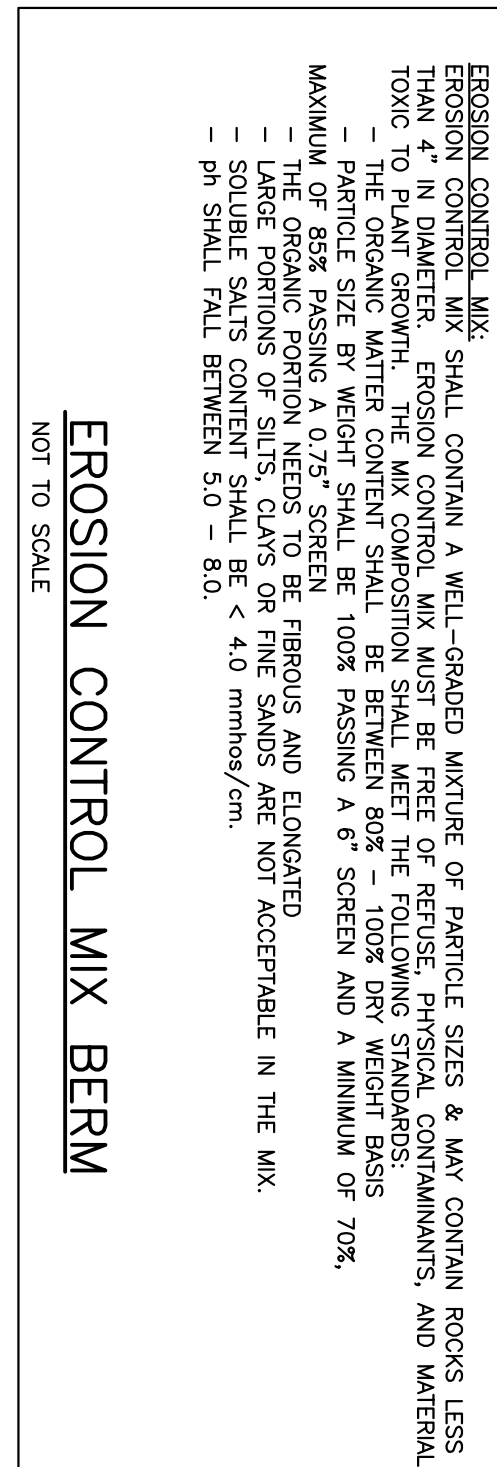 EROSION CONTROL MIX:
EROSION CONTROL MIX SHALL CONTAIN A WELL-GRADED MIXTURE OF PARTICLE SIZES & MAY CONTAIN ROCKS LESS
THAN 4" IN DIAMETER. EROSION CONTROL MIX MUST BE FREE OF REFUSE, PHYSICAL CONTAMINANTS, AND MATERIAL
TOXIC TO PLANT GROWTH. THE MIX COMPOSITION SHALL MEET THE FOLLOWING STANDARDS:
- THE ORGANIC MATTER CONTENT SHALL BE BETWEEN 80% - 100% DRY WEIGHT BASIS
- PARTICLE SIZE BY WEIGHT SHALL BE 100% PASSING A 6" SCREEN AND A MINIMUM OF 70%,
MAXIMUM OF 85% PASSING A 0.75" SCREEN
- THE ORGANIC PORTION NEEDS TO BE FIBROUS AND ELONGATED
- LARGE PORTIONS OF SILTS, CLAYS OR FINE SANDS ARE NOT ACCEPTABLE IN THE MIX.
- SOLUBLE SALTS CONTENT SHALL BE < 4.0 mmhos/cm.
- ph SHALL FALL BETWEEN 5.0 - 8.0.
EROSION CONTROL MIX BERM
NOT TO SCALE